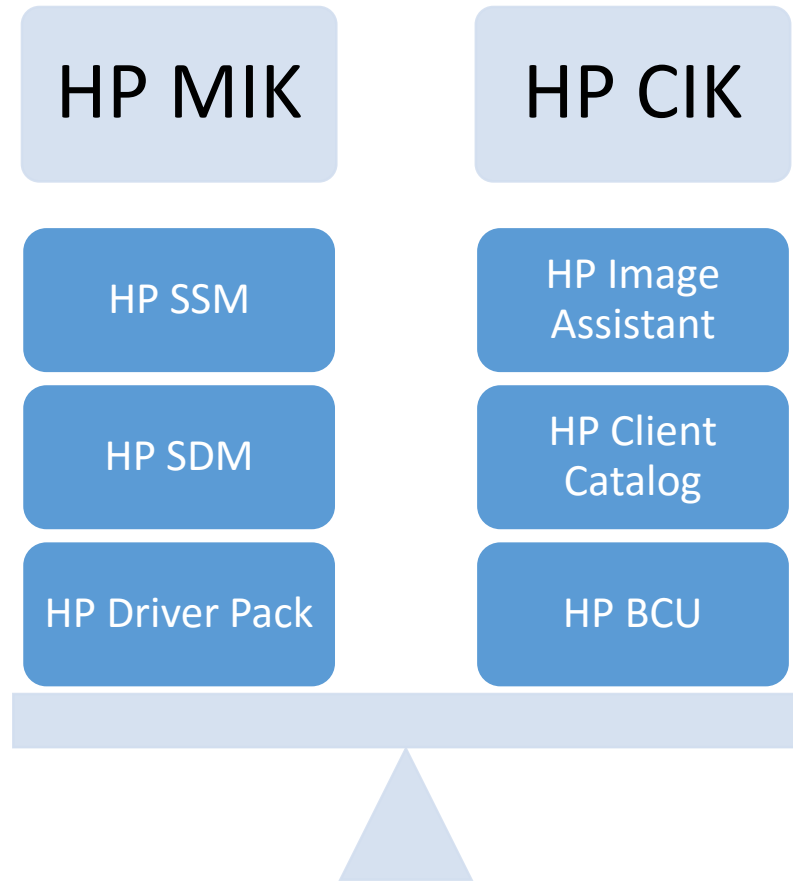 HP MIK
HP CIK
HP SSM
HP Image
Assistant
HP SDM
HP Client
Catalog
HP Driver Pack
HP BCU